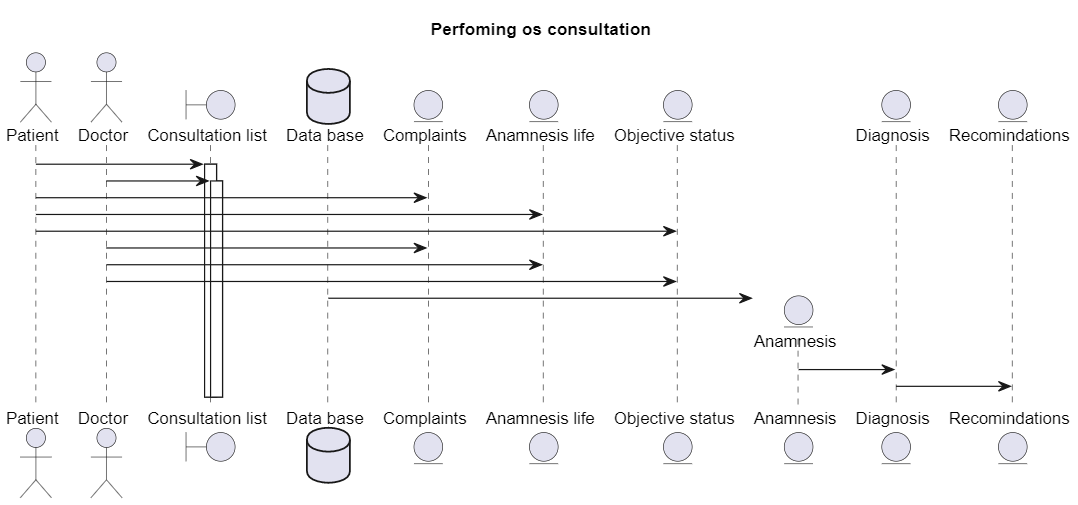 Perfoming os consultation
Patient Doctor Consultation list Data base Complaints Anamnesis life Objective status Diagnosis Recomindations
Anamnesis
Patient Doctor Consultation list Data base Complaints Anamnesis life Objective status Anamnesis Diagnosis Recomindations